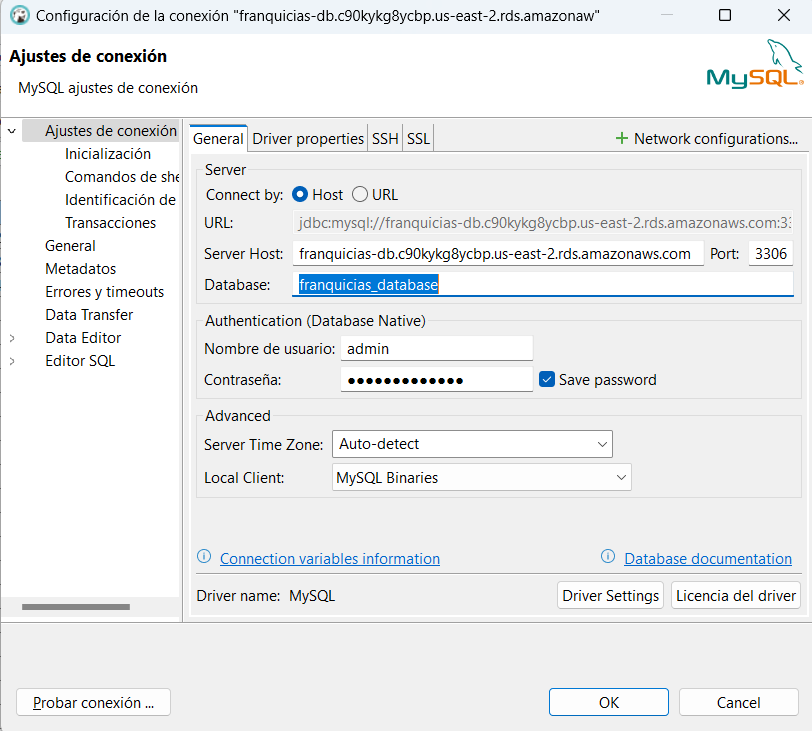 Configuración de la conexión "franquicias-db.c90kykg8ycbp.us-east-2.rds.amazonaw"
Ajustes de conexión
MySQL ajustes de conexión
MySQL
Ajustes de conexión
Inicialización
Comandos de she
Identificación de
Transacciones
General
Metadatos
Errores y timeouts
Data Transfer
Data Editor
Editor SQL
General Driver properties SSH SSL + Network configurations...
Server
Connect by: Host URL
URL: jdbc:mysql://franquicias-db.c90kykg8ycbp.us-east-2.rds.amazonaws.com:33
Server Host: franquicias-db.c90kykg8ycbp.us-east-2.rds.amazonaws.com Port: 3306
Database: franquicias_database
Authentication (Database Native)
Nombre de usuario: admin
Contraseña: ●●●●●●●●●●●●● Save password
Advanced
Server Time Zone: Auto-detect
Local Client: MySQL Binaries
Connection variables information Database documentation
Driver name: MySQL Driver Settings Licencia del driver
Probar conexión ... OK Cancel